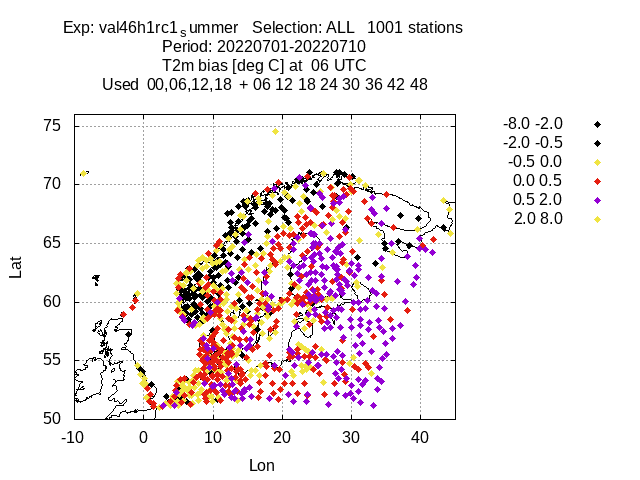 Exp: val46h1rc1summer   Selection: ALL   1001 stations
Period: 20220701-20220710
T2m bias [deg C] at  06 UTC
Used  00,06,12,18  + 06 12 18 24 30 36 42 48
-8.0 -2.0
-2.0 -0.5
-0.5 0.0
0.0 0.5
0.5 2.0
2.0 8.0
75
70
65
60
55
50
Lat
-10 0 10 20 30 40
Lon